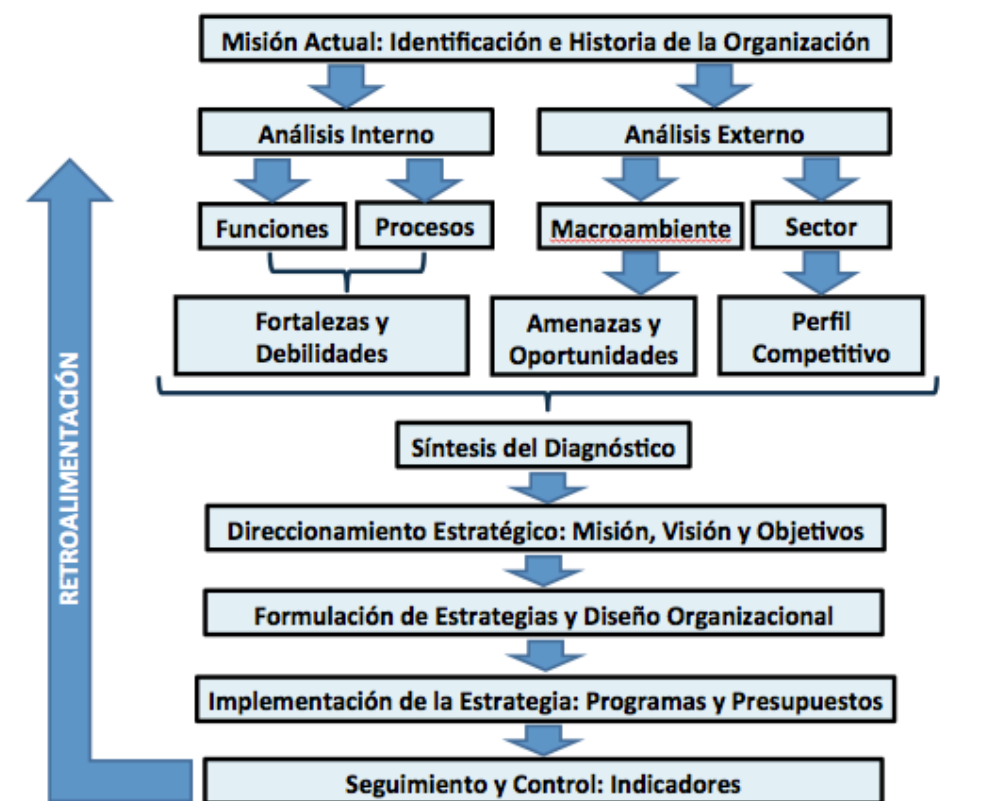 Misión Actual: Identificación e Historia de la Organización
Análisis Interno
Análisis Externo
Funciones
Procesos
Macroambiente
Sector
Fortalezas y
Debilidades
Amenazas y
Oportunidades
Perfil
Competitivo
Síntesis del Diagnóstico
Direccionamiento Estratégico: Misión, Visión y Objetivos
Formulación de Estrategias y Diseño Organizacional
Implementación de la Estrategia: Programas y Presupuestos
Seguimiento y Control: Indicadores
RETROALIMENTACIÓN